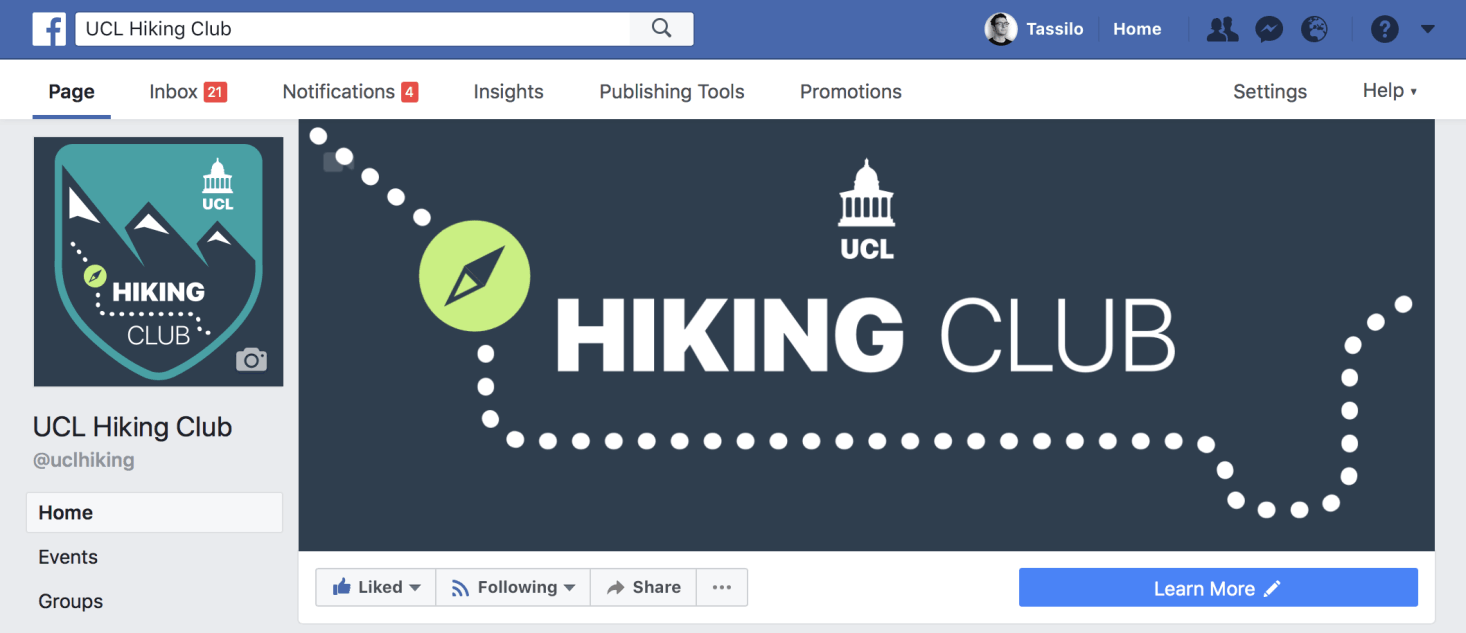 UCL Hiking Club
Tassilo
Home
?
Page
Inbox 21
Notifications 4
Insights
Publishing Tools
Promotions
Settings
Help
UCL
HIKING
CLUB
UCL
HIKING CLUB
UCL Hiking Club
@uclhiking
Home
Events
Groups
Liked
Following
Share
...
Learn More